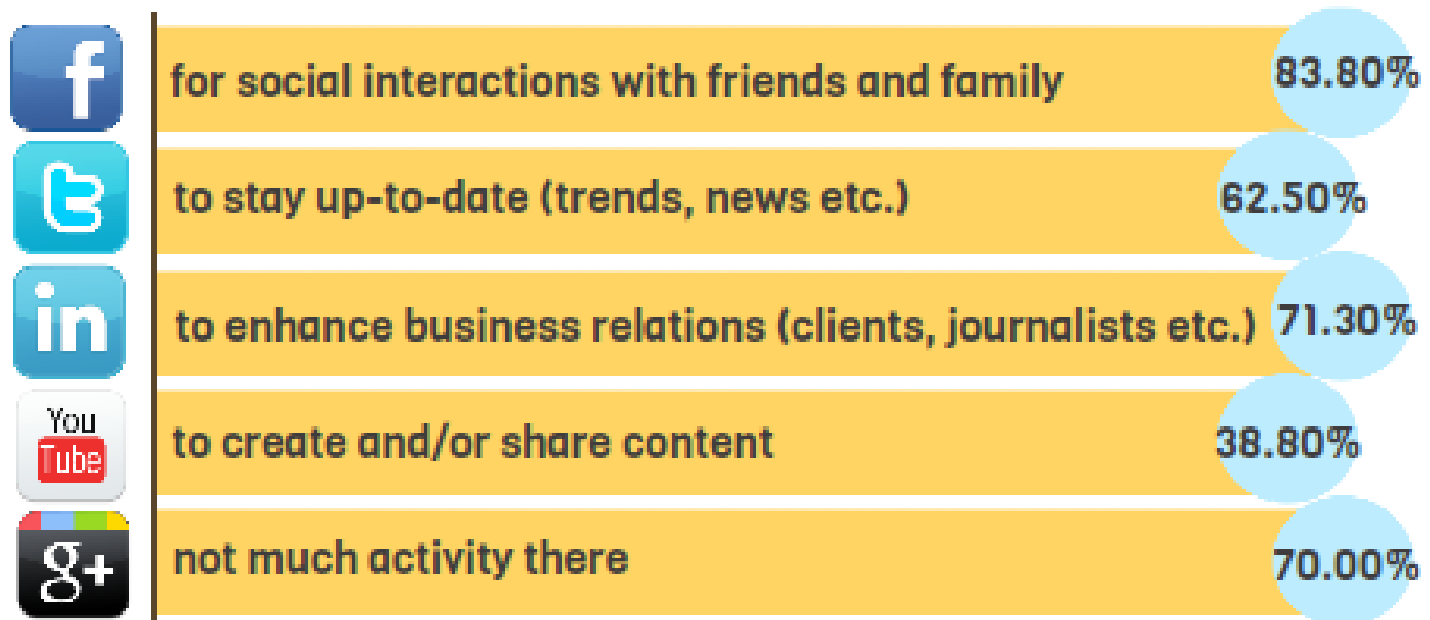 f
for social interactions with friends and family
83.80%
t
to stay up-to-date (trends, news etc.)
62.50%
in
to enhance business relations (clients, journalists etc.)
71.30%
You
Tube
to create and/or share content
38.80%
g+
not much activity there
70.00%